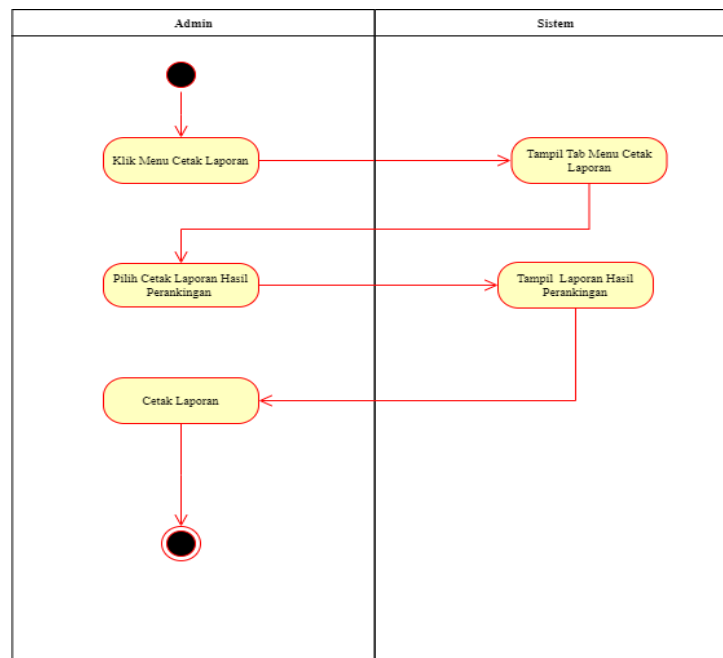 Admin
Sistem
Klik Menu Cetak Laporan
Tampil Tab Menu Cetak
Laporan
Pilih Cetak Laporan Hasil
Perankingan
Tampil Laporan Hasil
Perankingan
Cetak Laporan